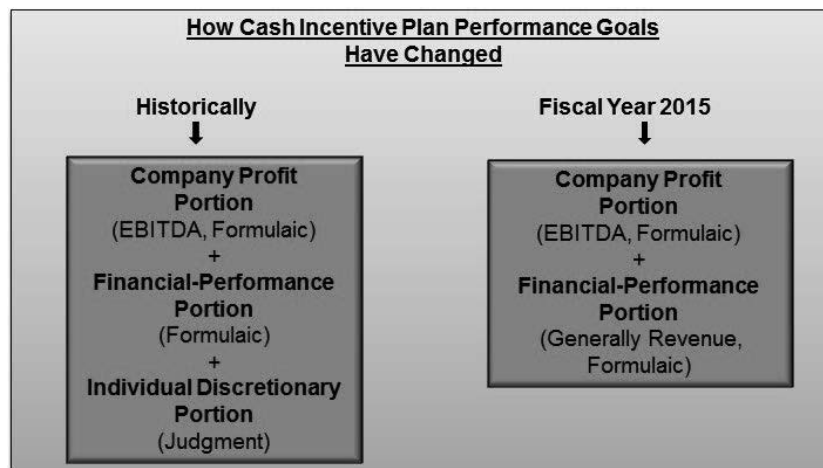 How Cash Incentive Plan Performance Goals
Have Changed
Historically
Company Profit
Portion
(EBITDA, Formulaic)
+
Financial-Performance
Portion
(Formulaic)
+
Individual Discretionary
Portion
(Judgment)
Fiscal Year 2015
Company Profit
Portion
(EBITDA, Formulaic)
+
Financial-Performance
Portion
(Generally Revenue,
Formulaic)